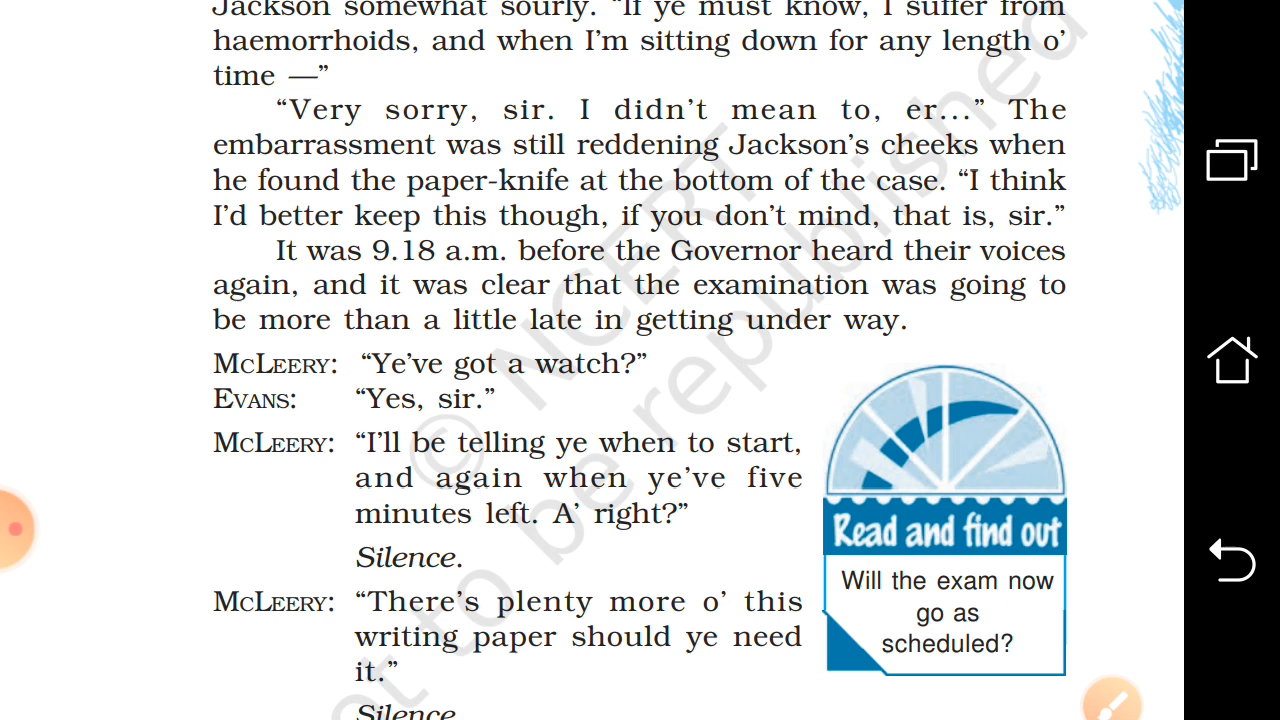 Jackson somewhat sourly. “If ye must know, I suffer from
haemorrhoids, and when I’m sitting down for any length o’
time —”
“Very sorry, sir. I didn’t mean to, er...” The
embarrassment was still reddening Jackson’s cheeks when
he found the paper-knife at the bottom of the case. “I think
I’d better keep this though, if you don’t mind, that is, sir.”
It was 9.18 a.m. before the Governor heard their voices
again, and it was clear that the examination was going to
be more than a little late in getting under way.
MCLEERY: “Ye’ve got a watch?”
EVANS: “Yes, sir.”
MCLEERY: “I’ll be telling ye when to start,
and again when ye’ve five
minutes left. A’ right?”
Silence.
MCLEERY: “There’s plenty more o’ this
writing paper should ye need
it.”
Silence
Read and find out
Will the exam now
go as
scheduled?
© NCERT
not to be republished